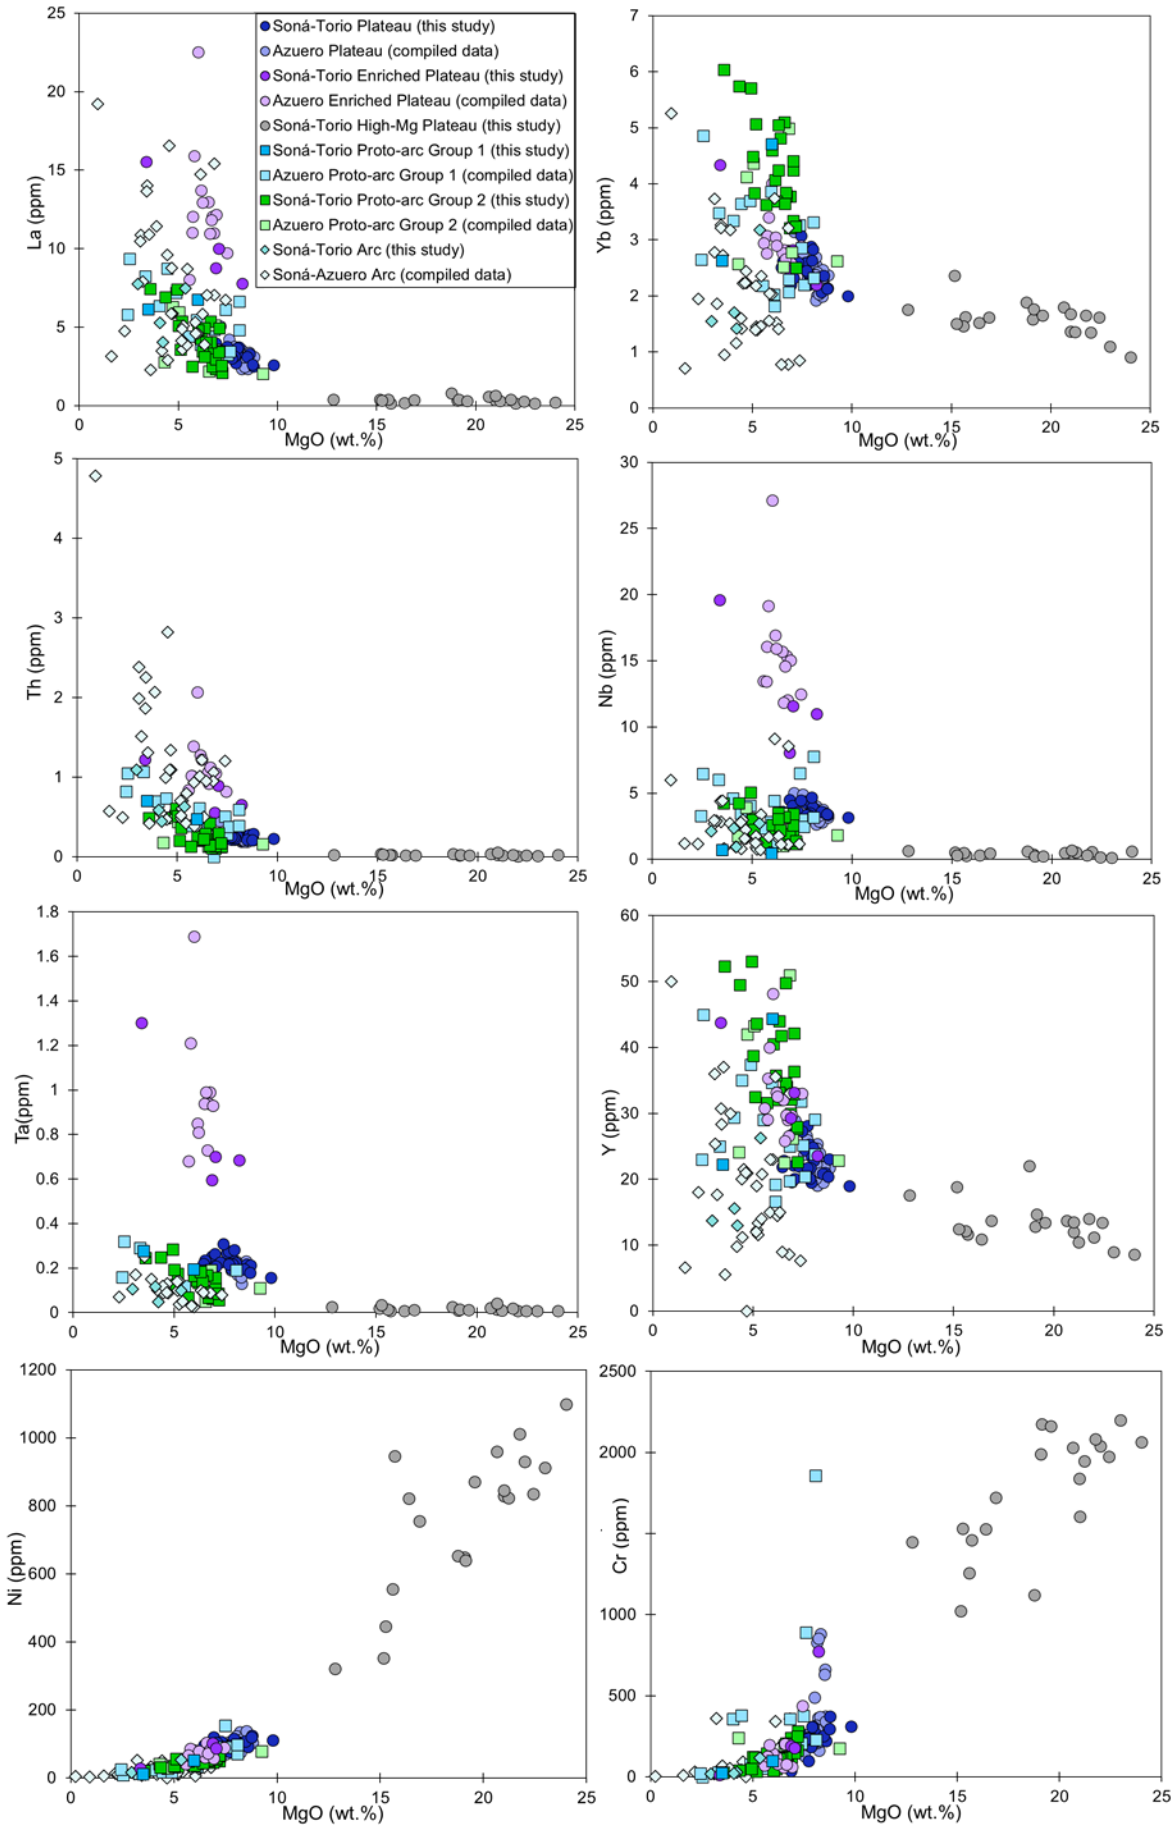 25
20
15
10
5
0
La (ppm)
Soná-Torio Plateau (this study)
Azuero Plateau (compiled data)
Soná-Torio Enriched Plateau (this study)
Azuero Enriched Plateau (compiled data)
Soná-Torio High-Mg Plateau (this study)
Soná-Torio Proto-arc Group 1 (this study)
Azuero Proto-arc Group 1 (compiled data)
Soná-Torio Proto-arc Group 2 (this study)
Azuero Proto-arc Group 2 (compiled data)
Soná-Torio Arc (this study)
Soná-Azuero Arc (compiled data)
0 5 10 15 20 25
MgO (wt.%)
7
6
5
4
3
2
1
0
Yb (ppm)
0 5 10 15 20 25
MgO (wt.%)
5
4
3
2
1
0
Th (ppm)
0 5 10 15 20 25
MgO (wt.%)
30
25
20
15
10
5
0
Nb (ppm)
0 5 10 15 20 25
MgO (wt.%)
1.8
1.6
1.4
1.2
1
0.8
0.6
0.4
0.2
0
Ta(ppm)
0 5 10 15 20 25
MgO (wt.%)
60
50
40
30
20
10
0
Y (ppm)
0 5 10 15 20 25
MgO (wt.%)
1200
1000
800
600
400
200
0
Ni (ppm)
0 5 10 15 20 25
MgO (wt.%)
2500
2000
1000
500
0
Cr (ppm)
0 5 10 15 20 25
MgO (wt.%)